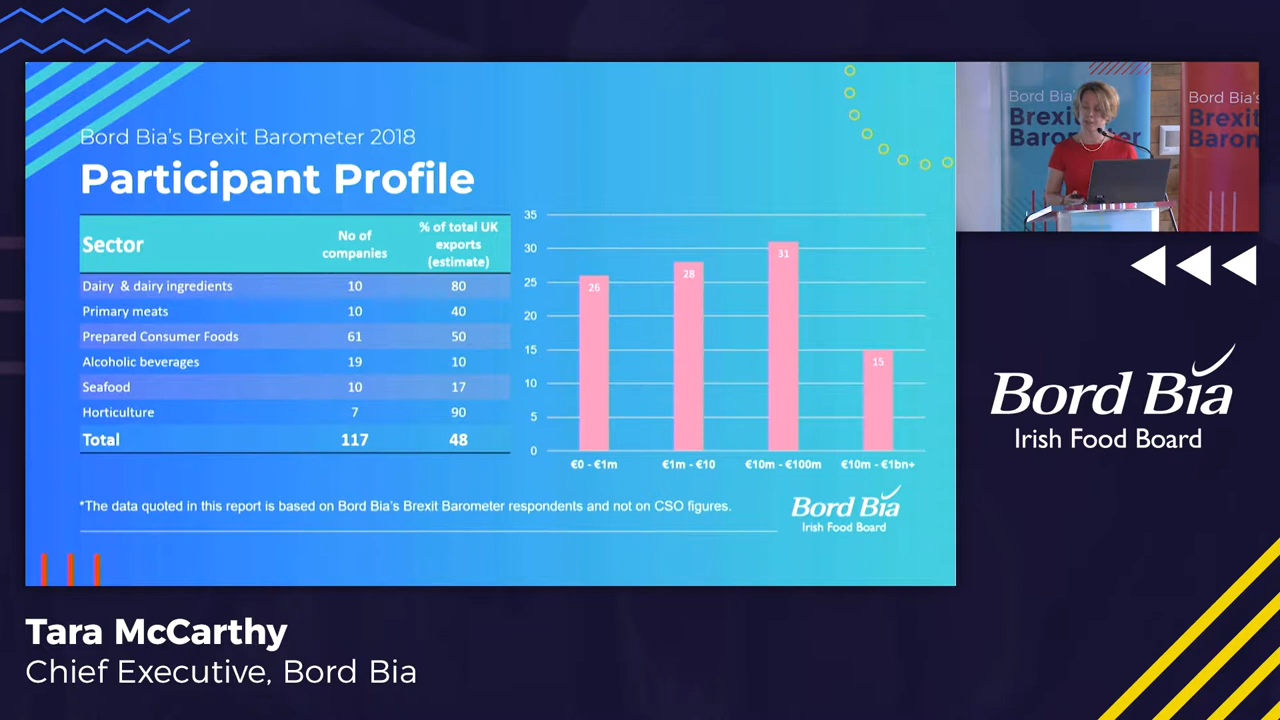 Bord Bia's Brexit Barometer 2018
Participant Profile
Sector
No of
companies
% of total UK
exports
(estimate)
Dairy & dairy ingredients 10 80
Primary meats 10 40
Prepared Consumer Foods 61 50
Alcoholic beverages 19 10
Seafood 10 17
Horticulture 7 90
Total 117 48
35
30
25
20
15
10
5
0
26
28
31
15
€0 - €1m
€1m - €10
€10m - €100m
€10m - €1bn+
*The data quoted in this report is based on Bord Bia's Brexit Barometer respondents and not on CSO figures.
Bord Bia
Irish Food Board
Bord Bia's
Brexit
Barometer
Bord Bia's
Brexit
Barom
Bord Bia
Irish Food Board
Tara McCarthy
Chief Executive, Bord Bia